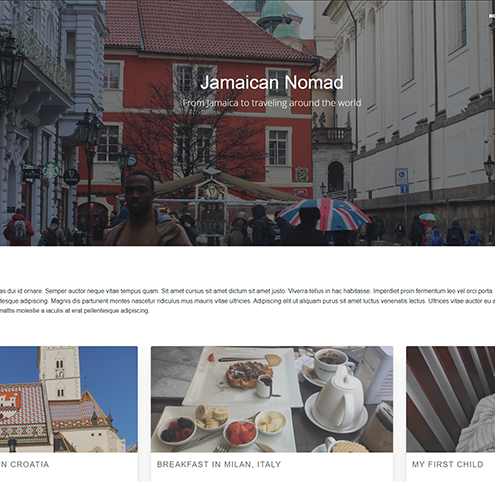 Jamaican Nomad
From Jamaica to traveling around the world
as dui id ornare. Semper auctor neque vitae tempus quam. Sit amet cursus sit amet dictum sit amet justo. Viverra tellus in hac habitasse. Imperdiet proin fermentum leo vel orci porta.
tesque adipiscing. Magnis dis parturient montes nascetur ridiculus mus mauris vitae ultricies. Adipiscing elit ut aliquam purus sit amet luctus venenatis lectus. Ultrices vitae auctor eu a
mattis molestie a iaculis at erat pellentesque adipiscing.
N CROATIA
BREAKFAST IN MILAN, ITALY
MY FIRST CHILD